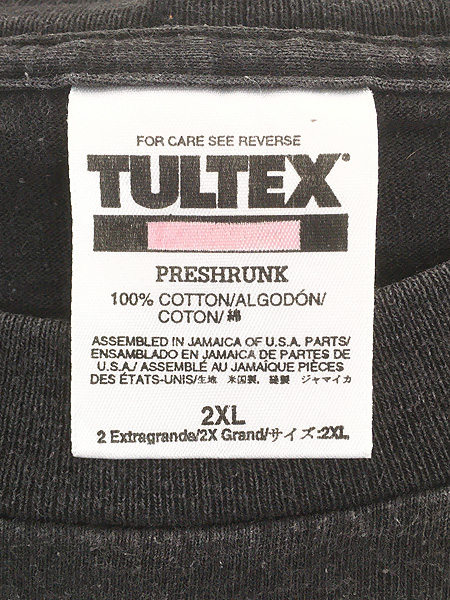 FOR CARE SEE REVERSE
TULTEX®
PRESHRUNK
100% COTTON/ALGODÓN/
COTON/綿
ASSEMBLED IN JAMAICA OF U.S.A. PARTS/
ENSAMBLADO EN JAMAICA DE PARTES DE
U.S.A./ ASSEMBLÉ AU JAMAÏQUE PIÈCES
DES ÉTATS-UNIS/生地 米国製, 縫製 ジャマイカ
2XL
2 Extragrande/2X Grand/サイズ:2XL